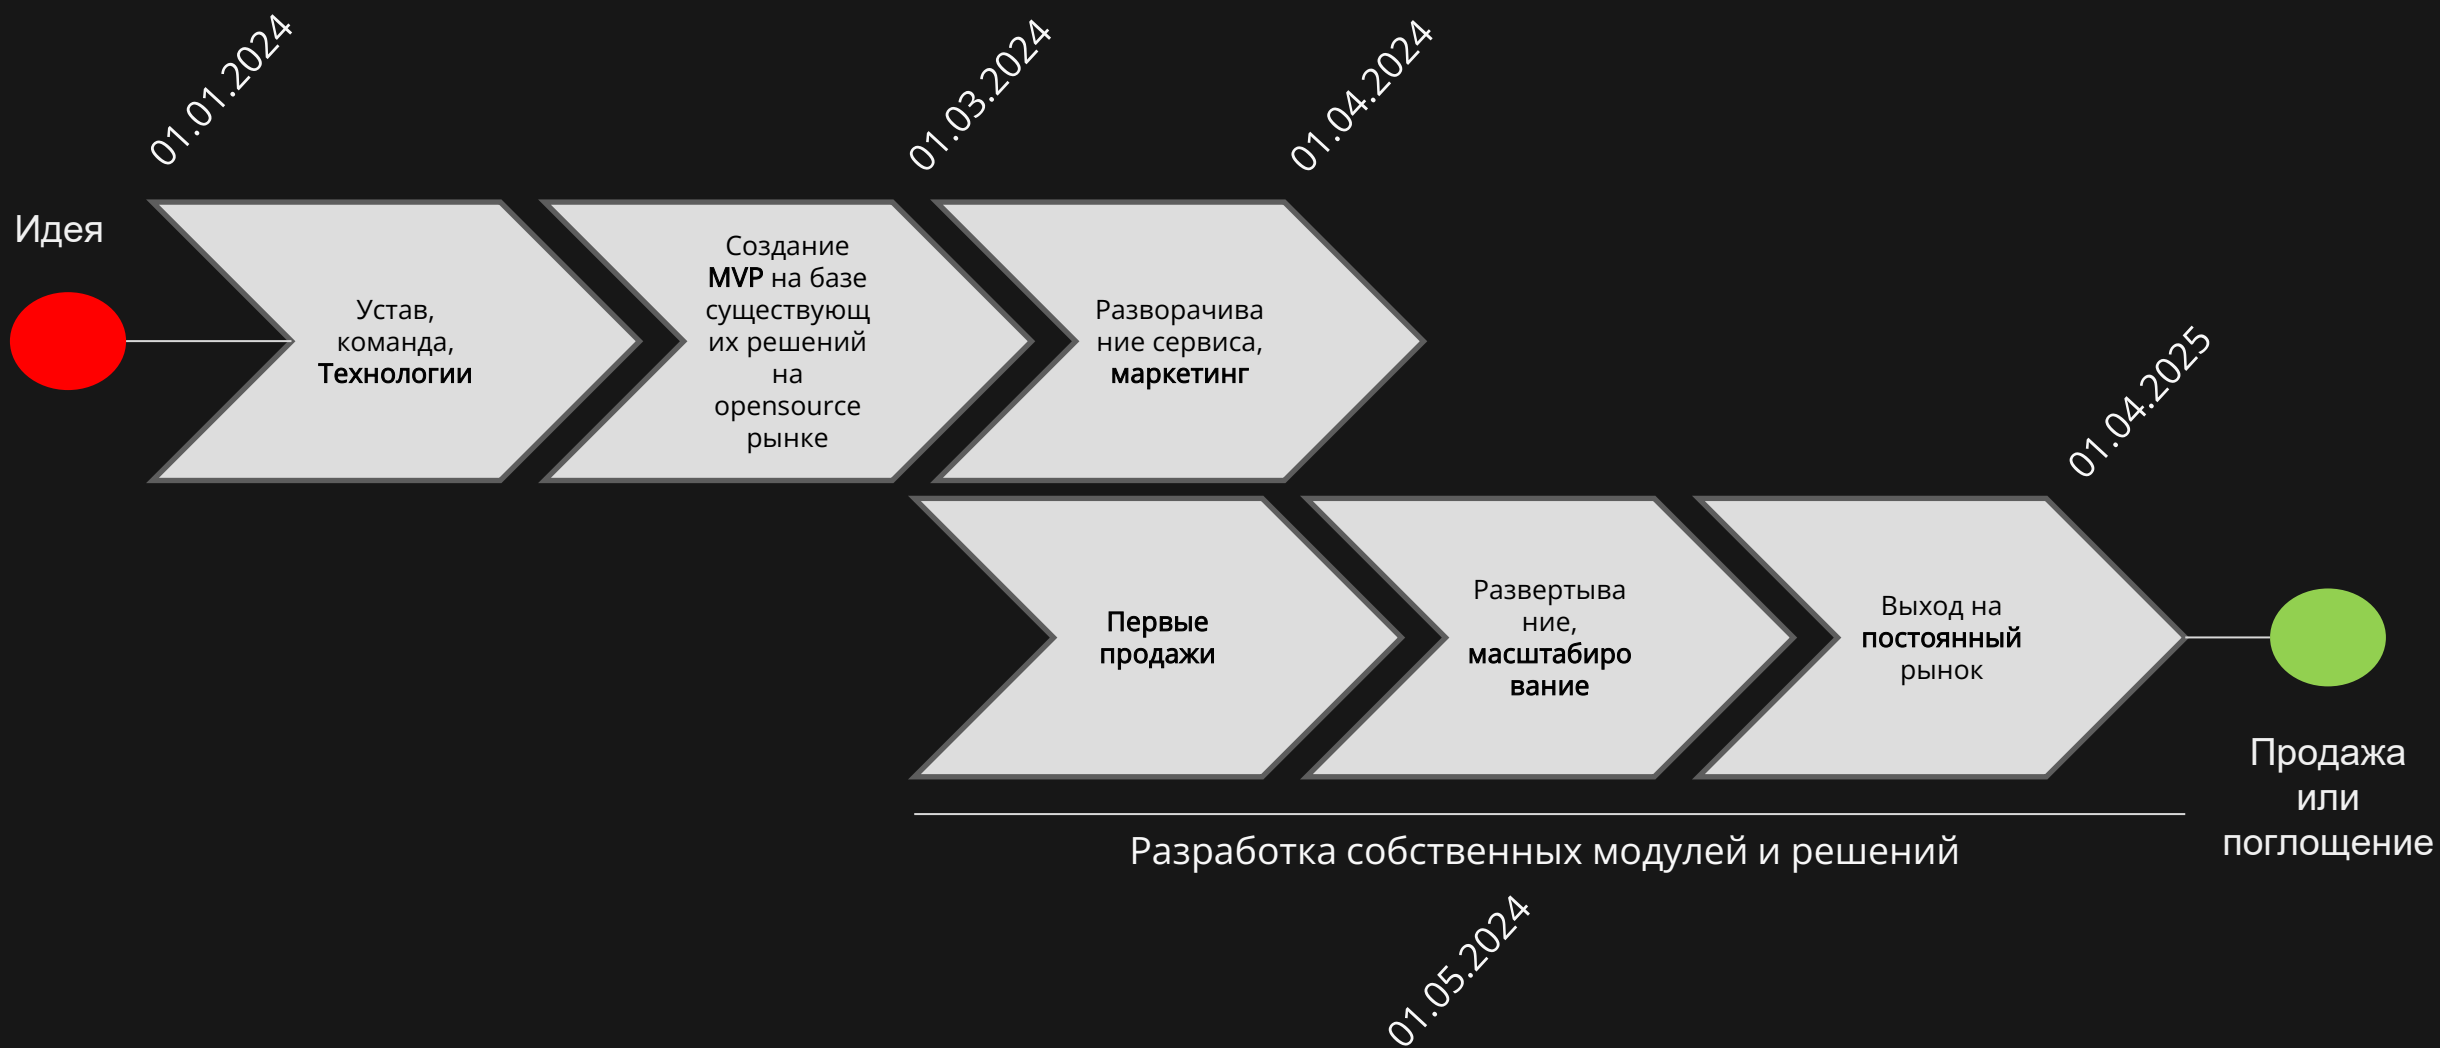 01.01.2024
01.03.2024
01.04.2024
Идея
Устав,
команда,
Технологии
Создание
MVP на базе
существующ
их решений
на
opensource
рынке
Разворачива
ние сервиса,
маркетинг
01.04.2025
Первые
продажи
Развертыва
ние,
масштабиро
вание
Выход на
постоянный
рынок
Продажа
или
поглощение
Разработка собственных модулей и решений
01.05.2024